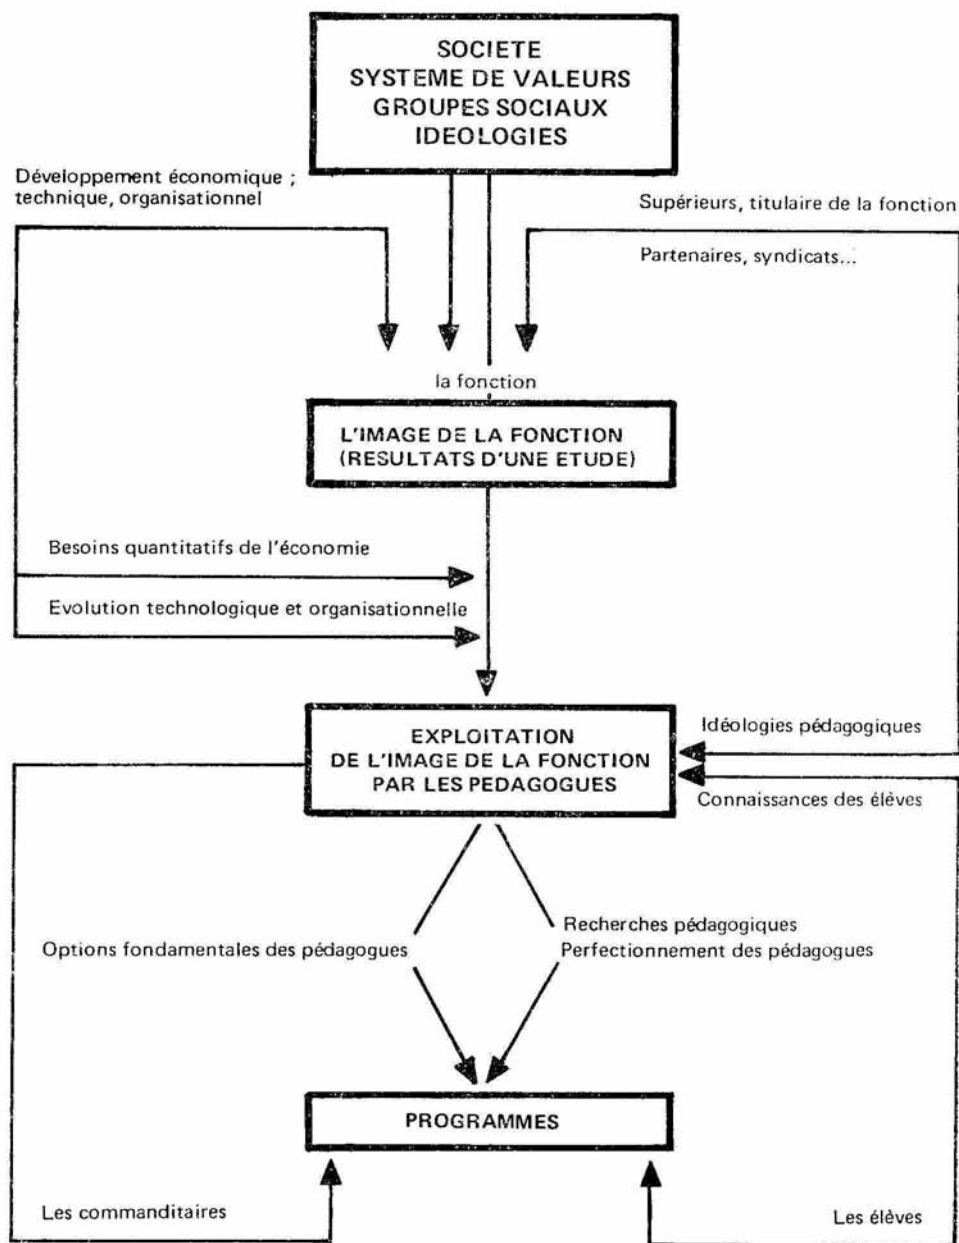 SOCIETE
SYSTEME DE VALEURS
GROUPES SOCIAUX
IDEOLOGIES
Développement économique ;
technique, organisationnel
Supérieurs, titulaire de la fonction
Partenaires, syndicats...
la fonction
L'IMAGE DE LA FONCTION
(RESULTATS D'UNE ETUDE)
Besoins quantitatifs de l'économie
Evolution technologique et organisationnelle
EXPLOITATION
DE L'IMAGE DE LA FONCTION
PAR LES PEDAGOGUES
Idéologies pédagogiques
Connaissances des élèves
Options fondamentales des pédagogues
Recherches pédagogiques
Perfectionnement des pédagogues
PROGRAMMES
Les commanditaires
Les élèves